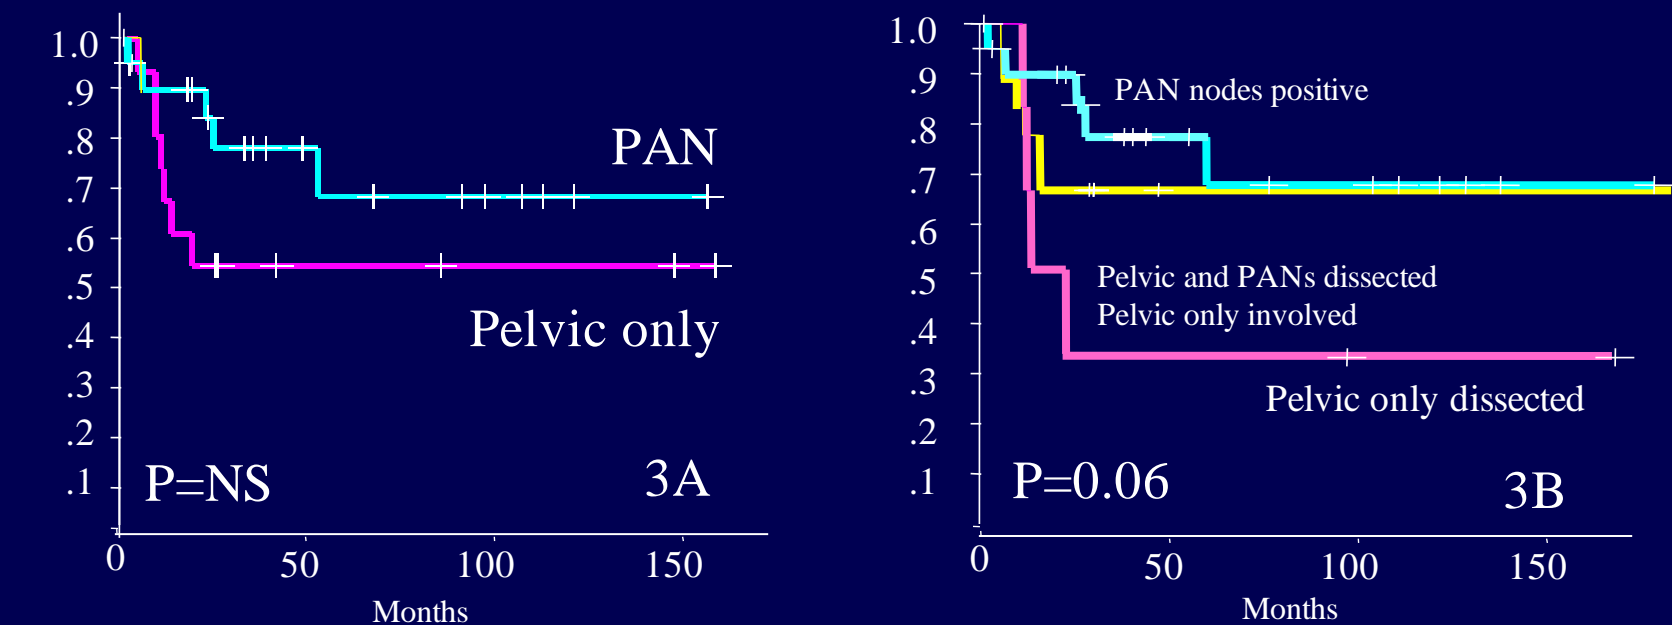 1.0
.9
.8
.7
.6
.5
.4
.3
.2
.1
PAN
Pelvic only
P=NS
3A
0
50
100
150
Months
1.0
.9
.8
.7
.6
.5
.4
.3
.2
.1
PAN nodes positive
Pelvic and PANs dissected
Pelvic only involved
Pelvic only dissected
P=0.06
3B
0
50
100
150
Months